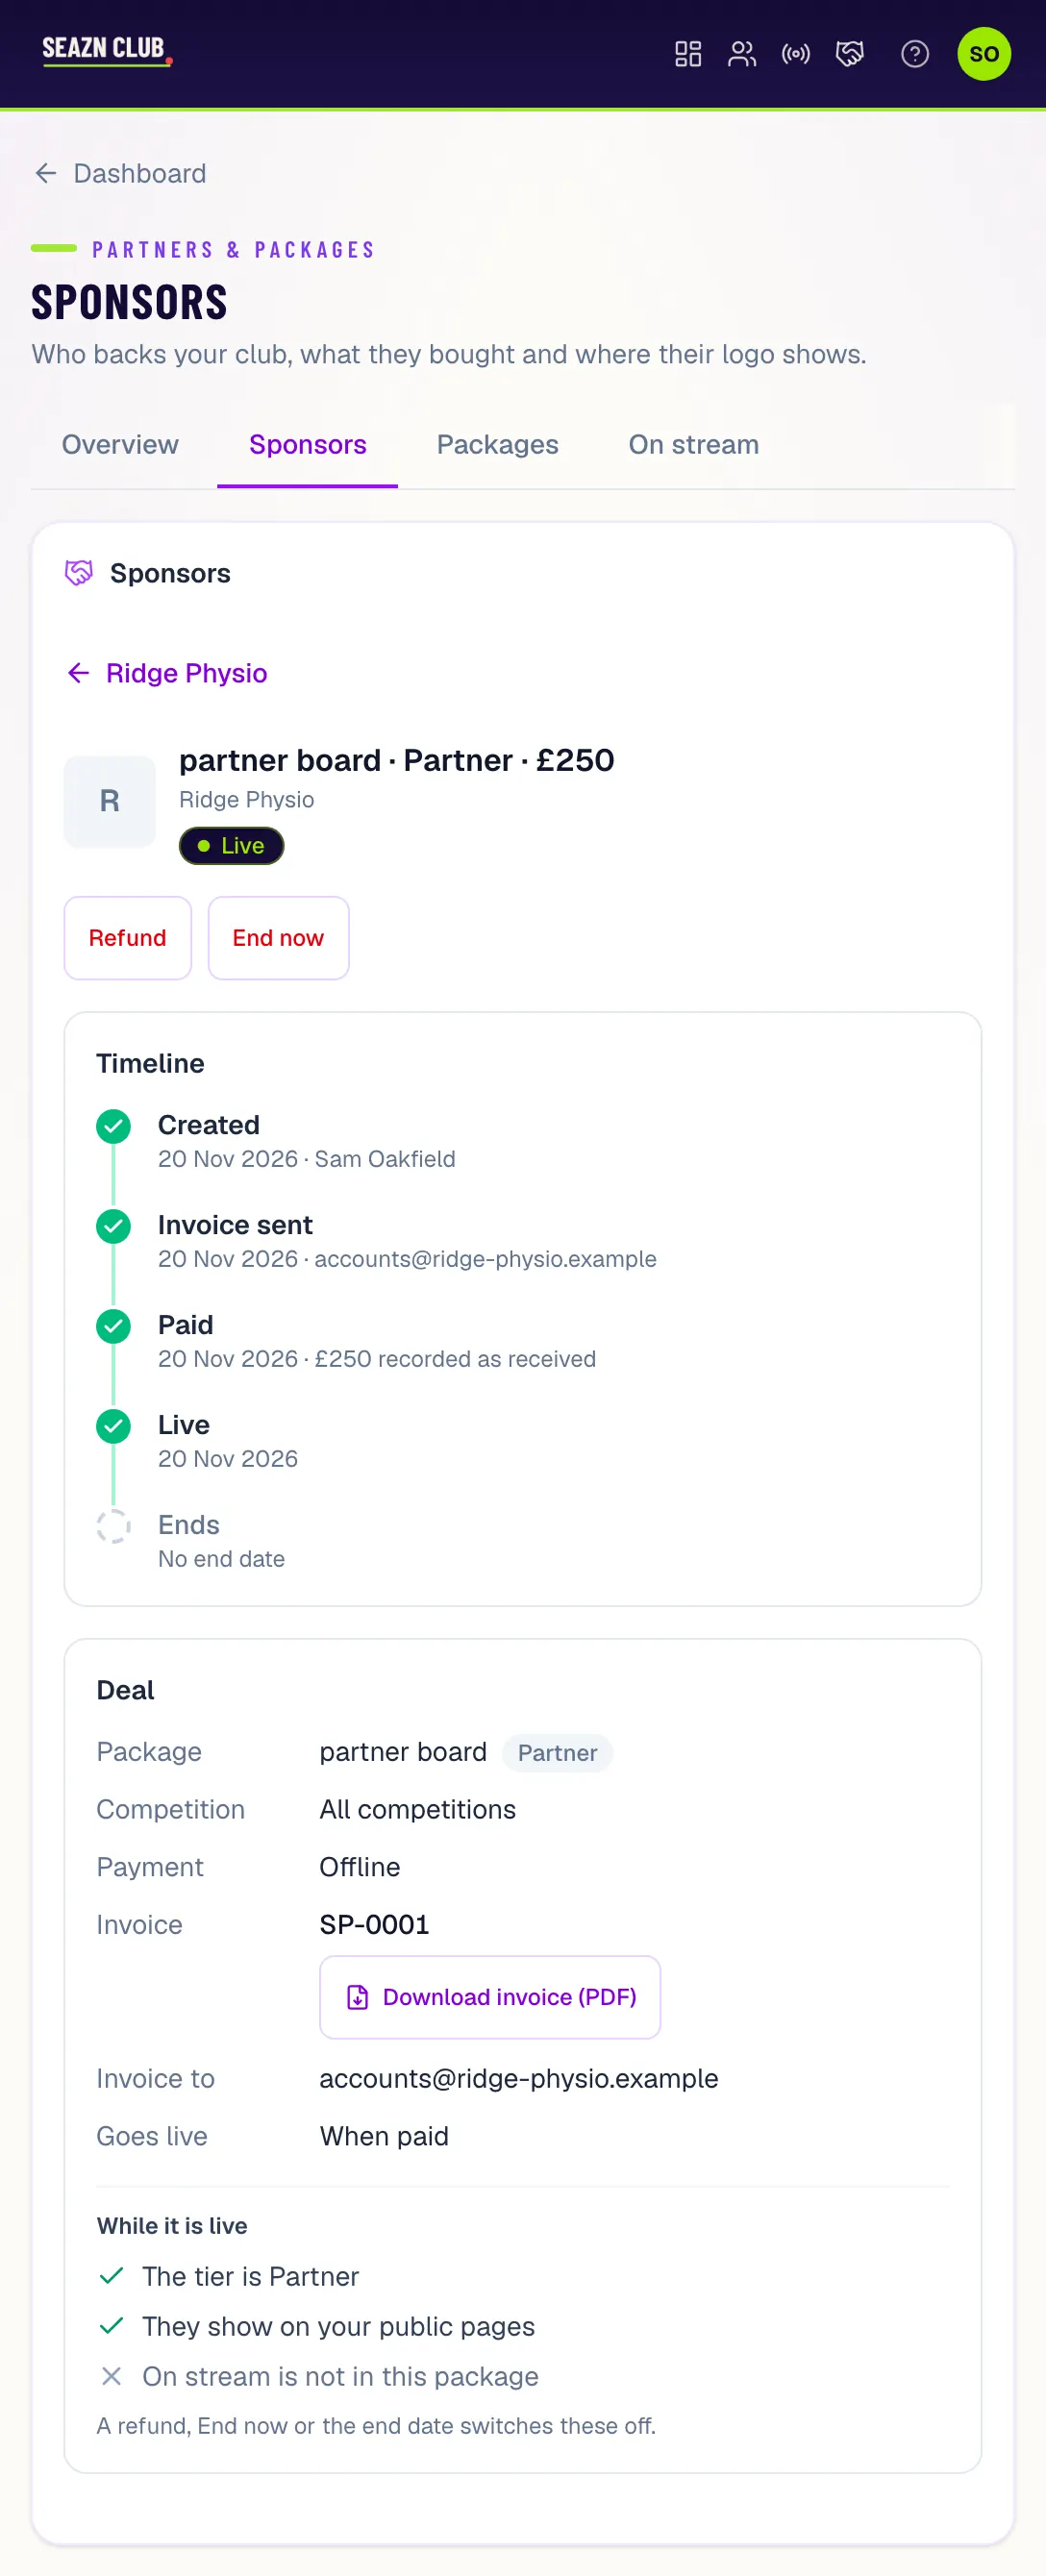 SEAZN CLUB.
SO
Dashboard
PARTNERS & PACKAGES
SPONSORS
Who backs your club, what they bought and where their logo shows.
Overview Sponsors Packages On stream
Sponsors
Ridge Physio
R
partner board · Partner · £250
Ridge Physio
Live
Refund End now
Timeline
Created
20 Nov 2026 · Sam Oakfield
Invoice sent
20 Nov 2026 · accounts@ridge-physio.example
Paid
20 Nov 2026 · £250 recorded as received
Live
20 Nov 2026
Ends
No end date
Deal
Package partner board Partner
Competition All competitions
Payment Offline
Invoice SP-0001
Download invoice (PDF)
Invoice to accounts@ridge-physio.example
Goes live When paid
While it is live
The tier is Partner
They show on your public pages
On stream is not in this package
A refund, End now or the end date switches these off.